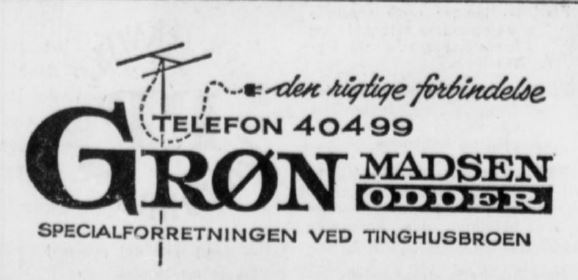 den rigtige forbindelse
TELEFON 40499
GRØN MADSEN
ODDER
SPECIALFORRETNINGEN VED TINGHUSBROEN